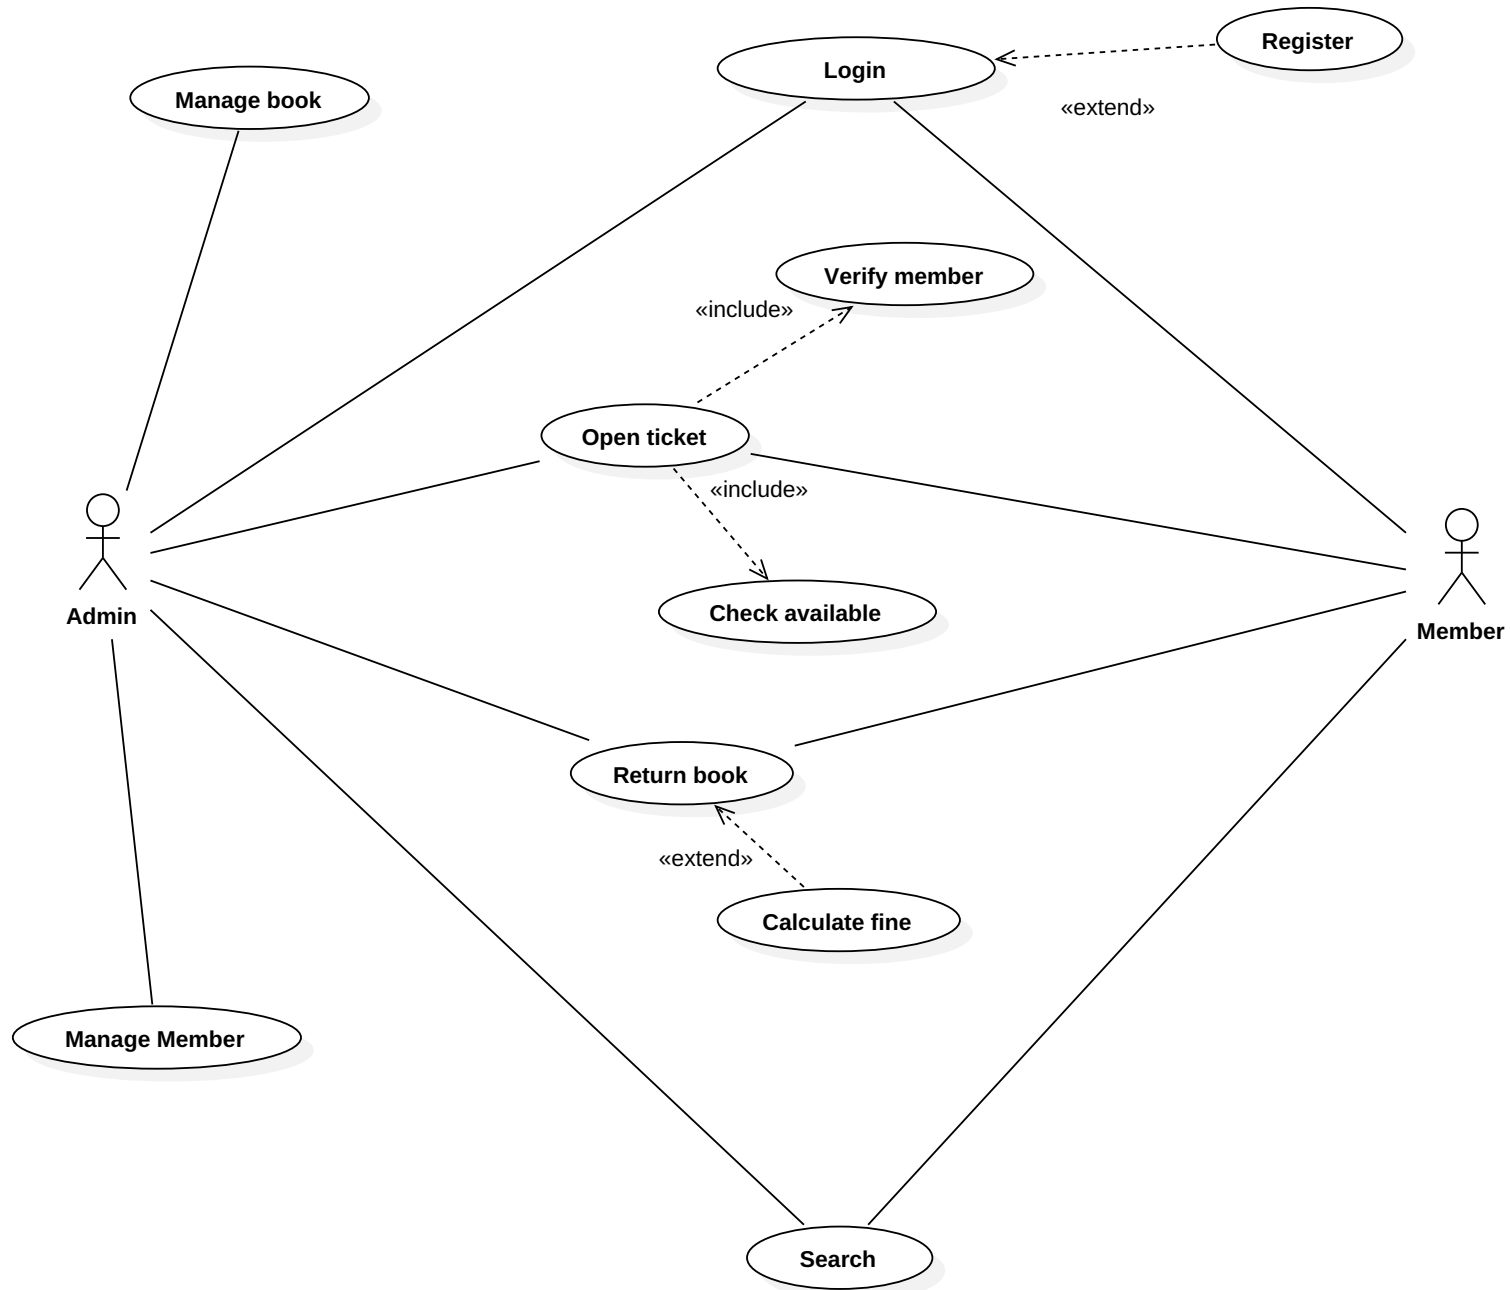 Register
Login
Manage book
«extend»
Verify member
«include»
Open ticket
«include»
Check available
Admin
Member
Return book
«extend»
Calculate fine
Manage Member
Search